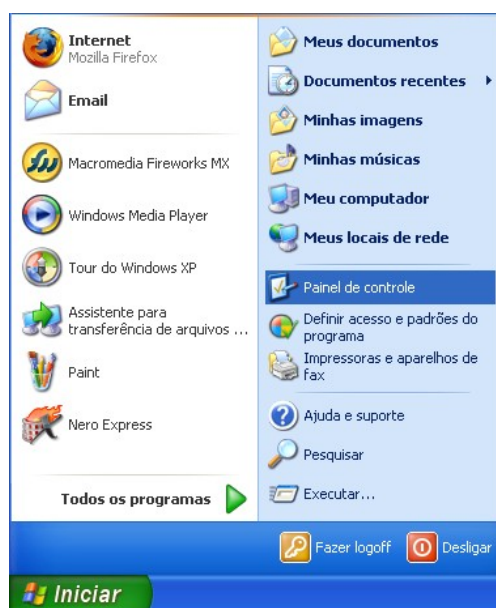 Internet
Mozilla Firefox
Email
Macromedia Fireworks MX
Windows Media Player
Tour do Windows XP
Assistente para
transferência de arquivos ...
Paint
Nero Express
Todos os programas
Meus documentos
Documentos recentes
Minhas imagens
Minhas músicas
Meu computador
Meus locais de rede
Painel de controle
Definir acesso e padrões do
programa
Impressoras e aparelhos de
fax
Ajuda e suporte
Pesquisar
Executar...
Fazer logoff
Desligar
Iniciar